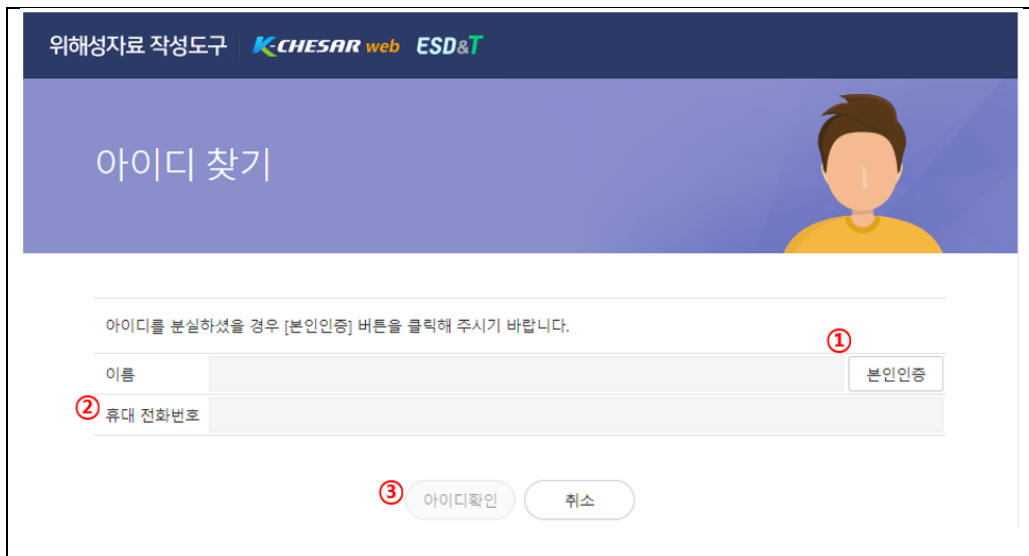 위해성자료 작성도구 K-CHESAR web ESD&T
아이디 찾기
아이디를 분실하셨을 경우 [본인인증] 버튼을 클릭해 주시기 바랍니다.
①
이름 본인인증
② 휴대 전화번호
③ 아이디확인 취소